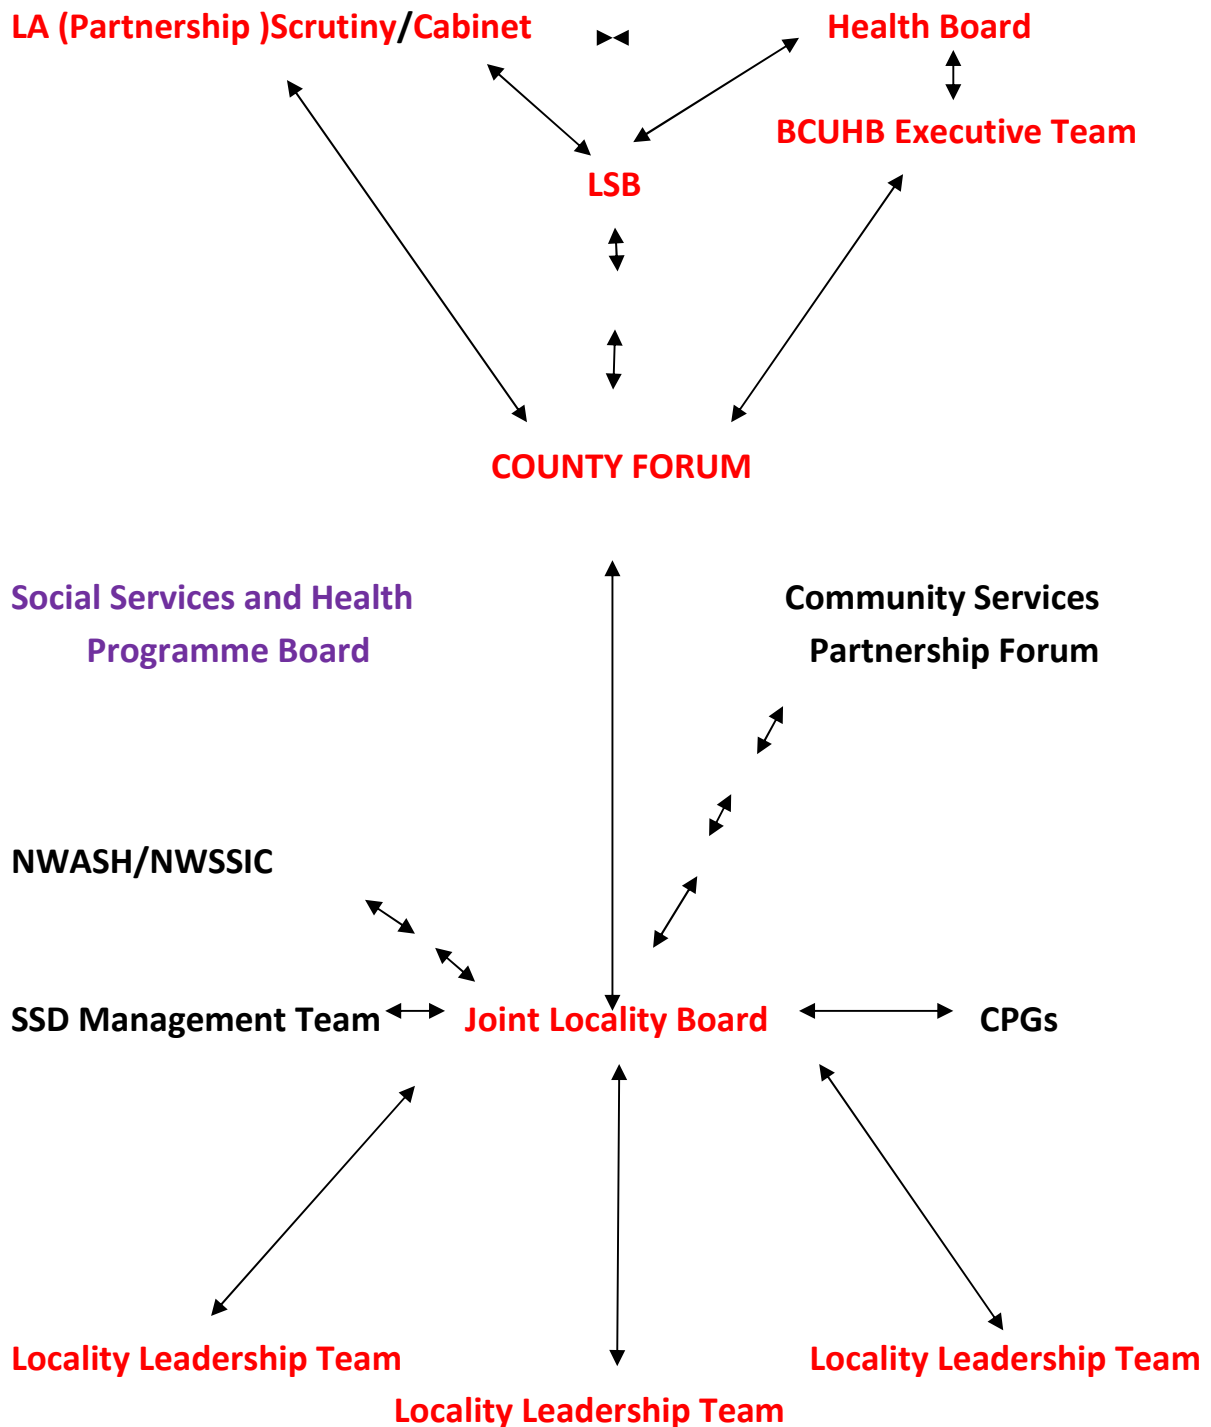 LA (Partnership )Scrutiny/Cabinet
Health Board
BCUHB Executive Team
LSB
COUNTY FORUM
Social Services and Health
Programme Board
Community Services
Partnership Forum
NWASH/NWSSIC
SSD Management Team
Joint Locality Board
CPGs
Locality Leadership Team
Locality Leadership Team
Locality Leadership Team